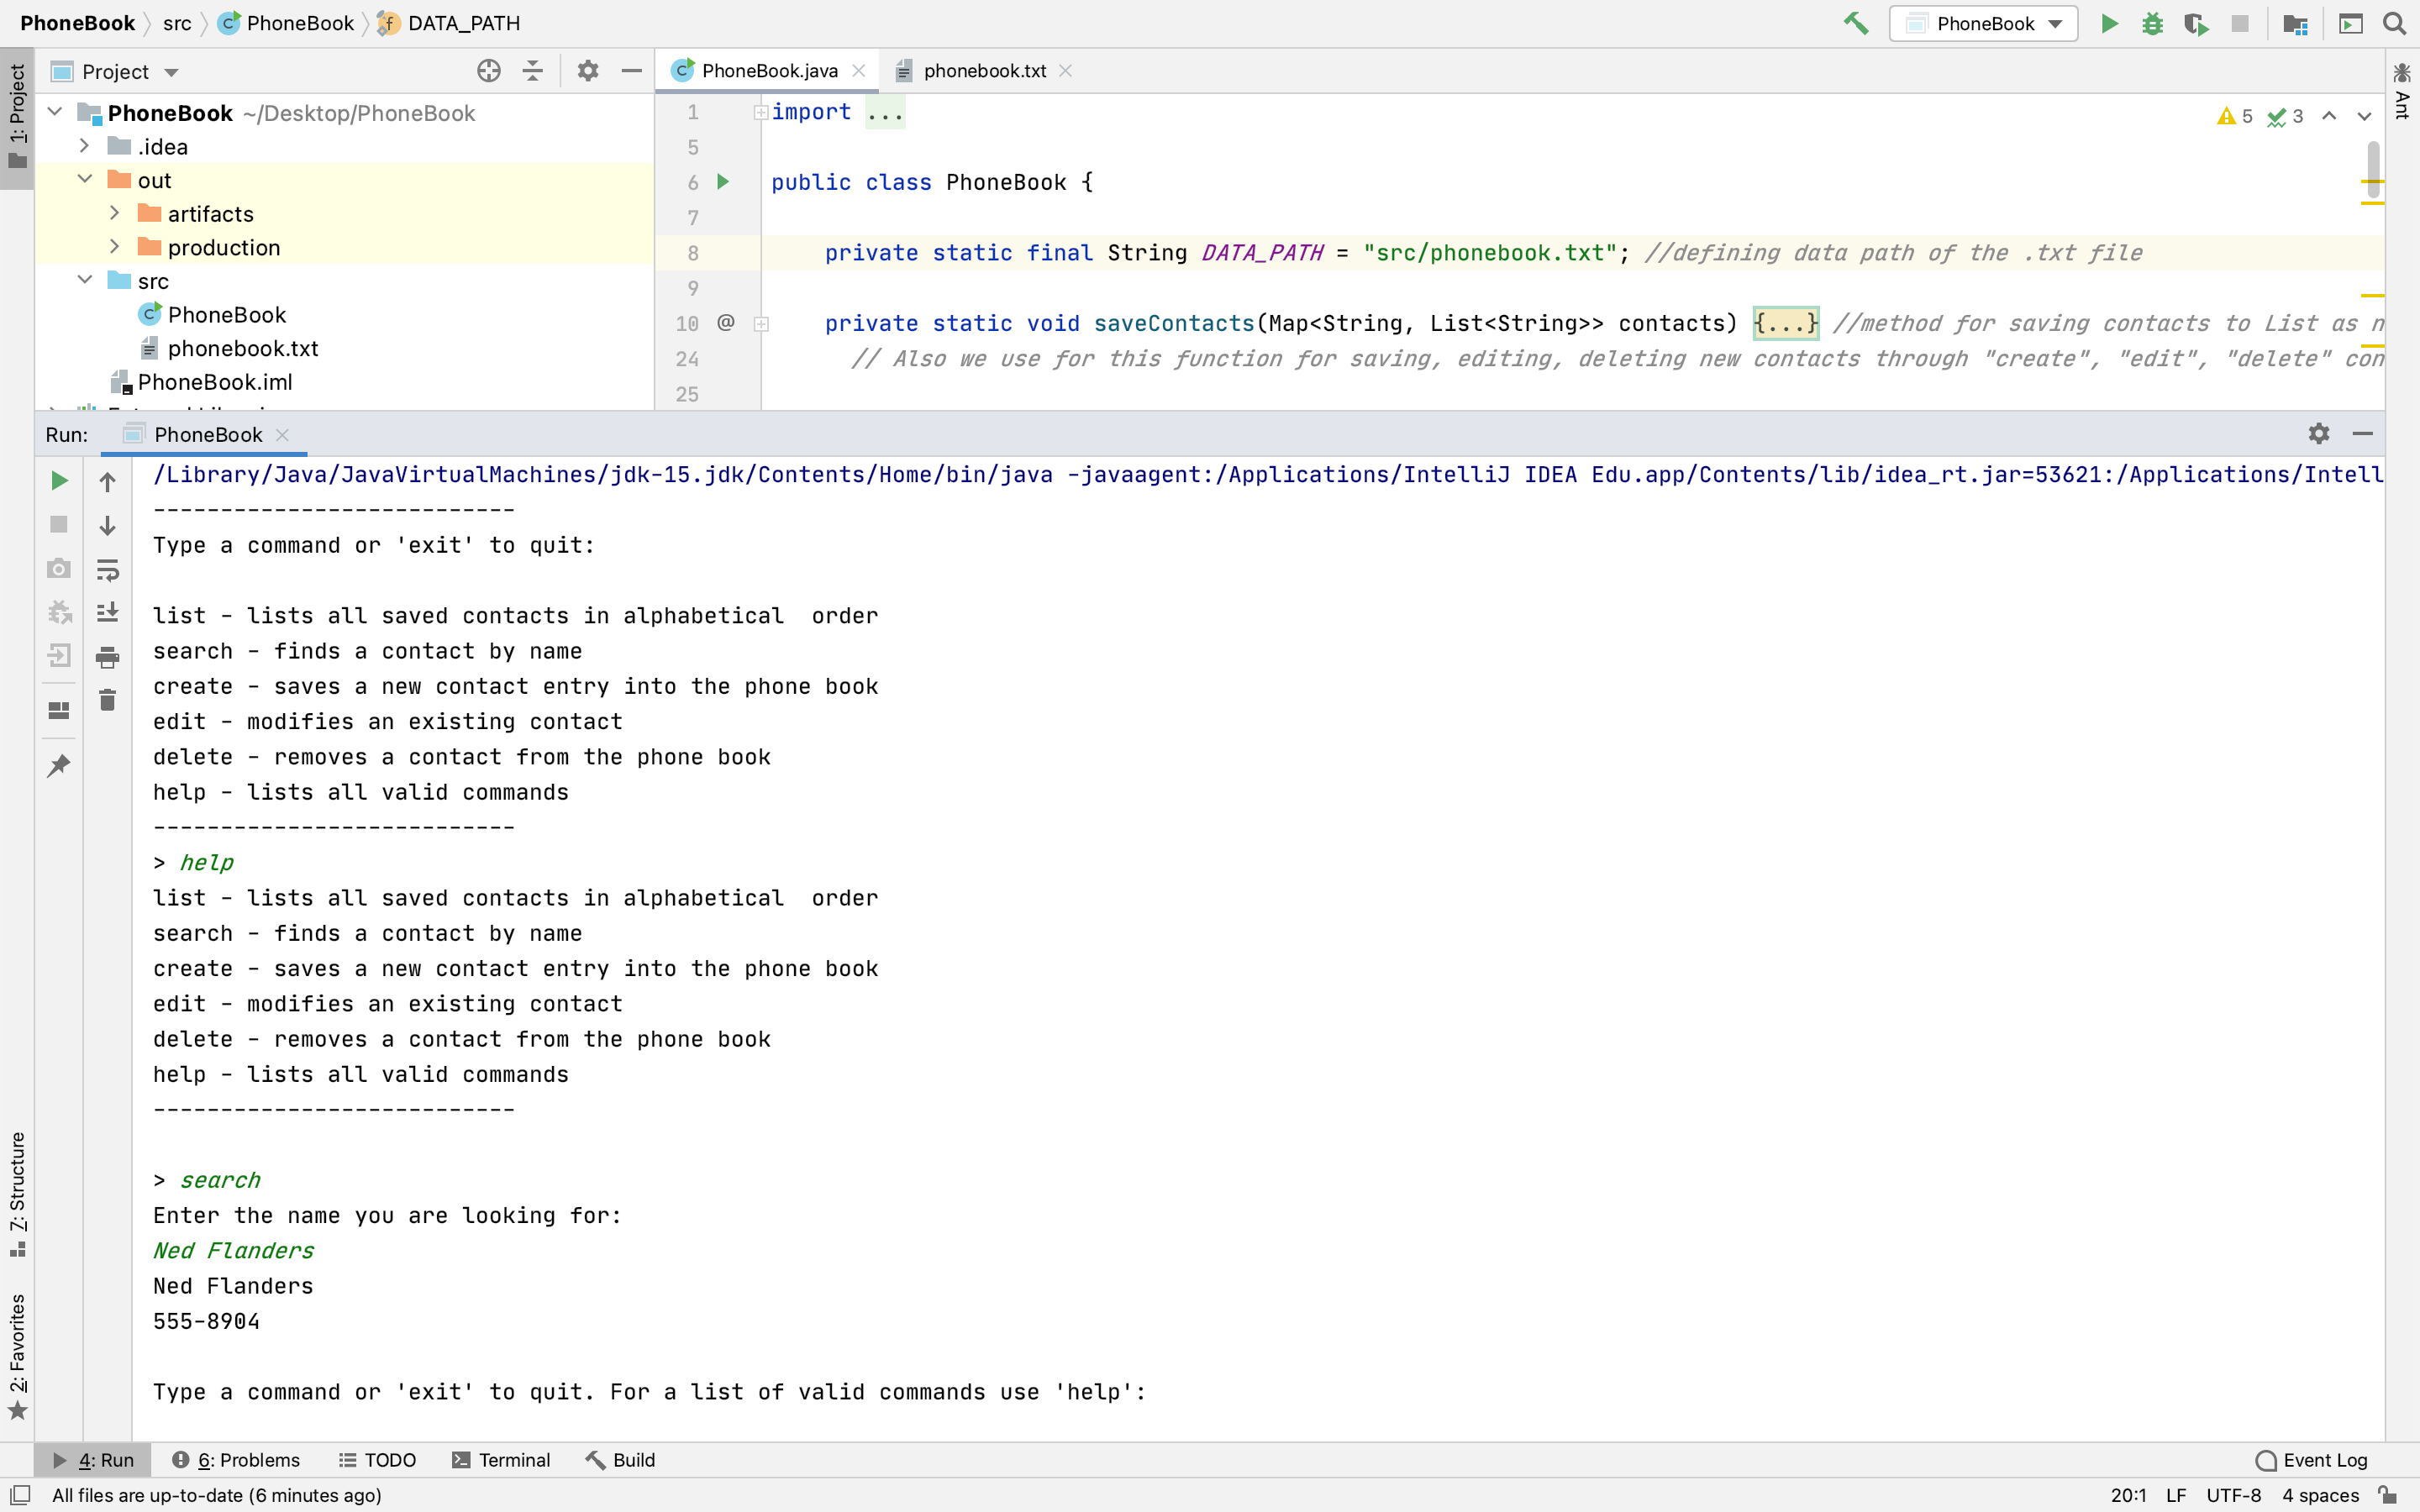 PhoneBook src PhoneBook DATA_PATH
PhoneBook
1: Project
Project
PhoneBook.java
phonebook.txt
Ant
PhoneBook ~/Desktop/PhoneBook
.idea
out
artifacts
production
src
PhoneBook
phonebook.txt
PhoneBook.iml
5 3
1 import ...
5
6 public class PhoneBook {
7
8 private static final String DATA_PATH = "src/phonebook.txt"; //defining data path of the .txt file
9
10 @ private static void saveContacts(Map<String, List<String>> contacts) {...} //method for saving contacts to List as n
24 // Also we use for this function for saving, editing, deleting new contacts through "create", "edit", "delete" con
25
Run: PhoneBook
/Library/Java/JavaVirtualMachines/jdk-15.jdk/Contents/Home/bin/java -javaagent:/Applications/IntelliJ IDEA Edu.app/Contents/lib/idea_rt.jar=53621:/Applications/Intell
---------------------------
Type a command or 'exit' to quit:
list - lists all saved contacts in alphabetical  order
search - finds a contact by name
create - saves a new contact entry into the phone book
edit - modifies an existing contact
delete - removes a contact from the phone book
help - lists all valid commands
---------------------------
> help
list - lists all saved contacts in alphabetical  order
search - finds a contact by name
create - saves a new contact entry into the phone book
edit - modifies an existing contact
delete - removes a contact from the phone book
help - lists all valid commands
---------------------------
> search
Enter the name you are looking for:
Ned Flanders
Ned Flanders
555-8904
Type a command or 'exit' to quit. For a list of valid commands use 'help':
7: Structure
2: Favorites
4: Run 6: Problems TODO Terminal Build Event Log
All files are up-to-date (6 minutes ago) 20:1 LF UTF-8 4 spaces